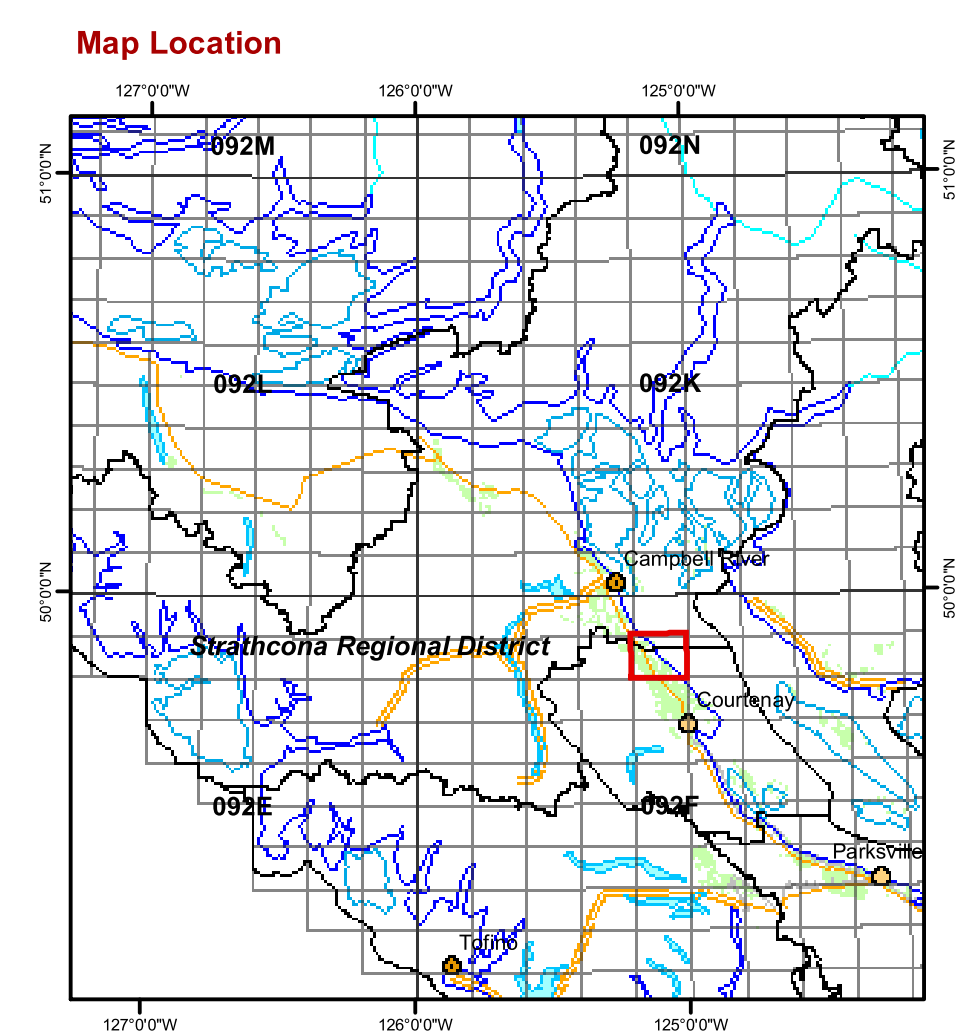 Map Location
127°0'0"W 126°0'0"W 125°0'0"W
092M 092N
51°0'0"N 51°0'0"N
092L 092K
Campbell River
50°0'0"N 50°0'0"N
Strathcona Regional District
Courtenay
092E 092F
Parksville
Tofino
127°0'0"W 126°0'0"W 125°0'0"W